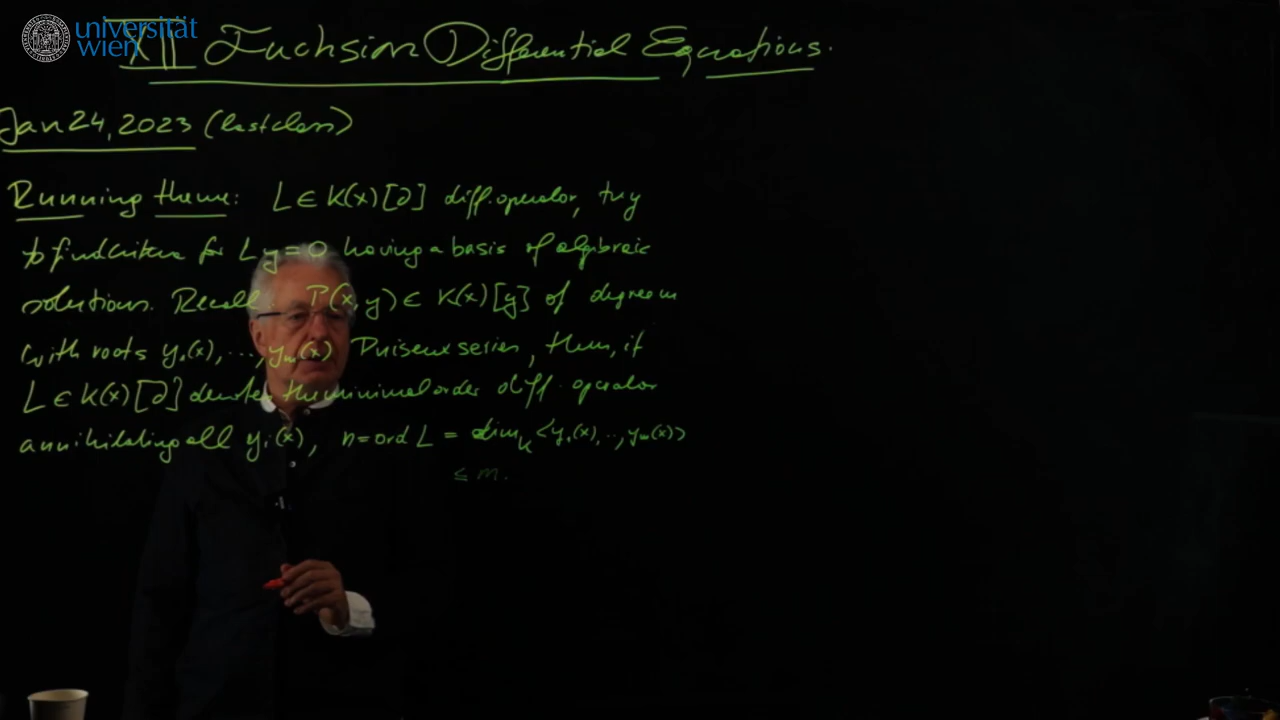 universität
wien
XII Fuchsian Differential Equations.
Jan 24, 2023 (last class)
Running theme: L ∈ K(x)[∂] diff. operator, try
to find criteria for Ly = 0 having a basis of algebraic
solutions. Recall: P(x,y) ∈ K(x)[y] of degree m
with roots y₁(x), ..., yₘ(x) Puiseux series, then, if
L ∈ K(x)[∂] denotes the minimal order diff. operator
annihilating all yᵢ(x), n = ord L = dim_K <y₁(x), .., yₘ(x)>
≤ m.